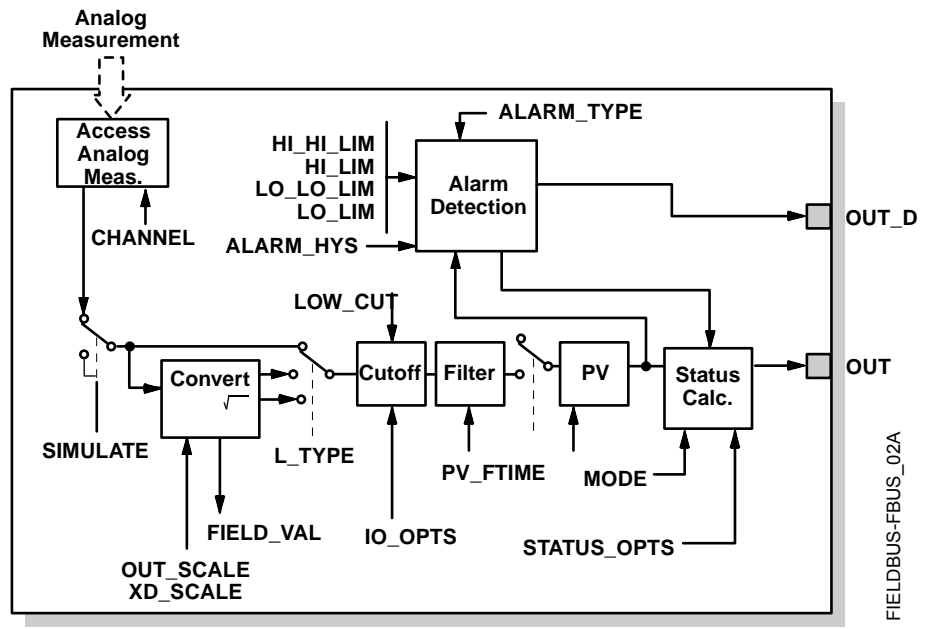 Analog
Measurement
Access
Analog
Meas.
CHANNEL
HI_HI_LIM
HI_LIM
LO_LO_LIM
LO_LIM
ALARM_HYS
ALARM_TYPE
Alarm
Detection
OUT_D
LOW_CUT
Convert
√
Cutoff
Filter
PV
Status
Calc.
OUT
SIMULATE
L_TYPE
PV_FTIME
MODE
FIELD_VAL
IO_OPTS
STATUS_OPTS
OUT_SCALE
XD_SCALE
FIELDBUS-FBUS_02A